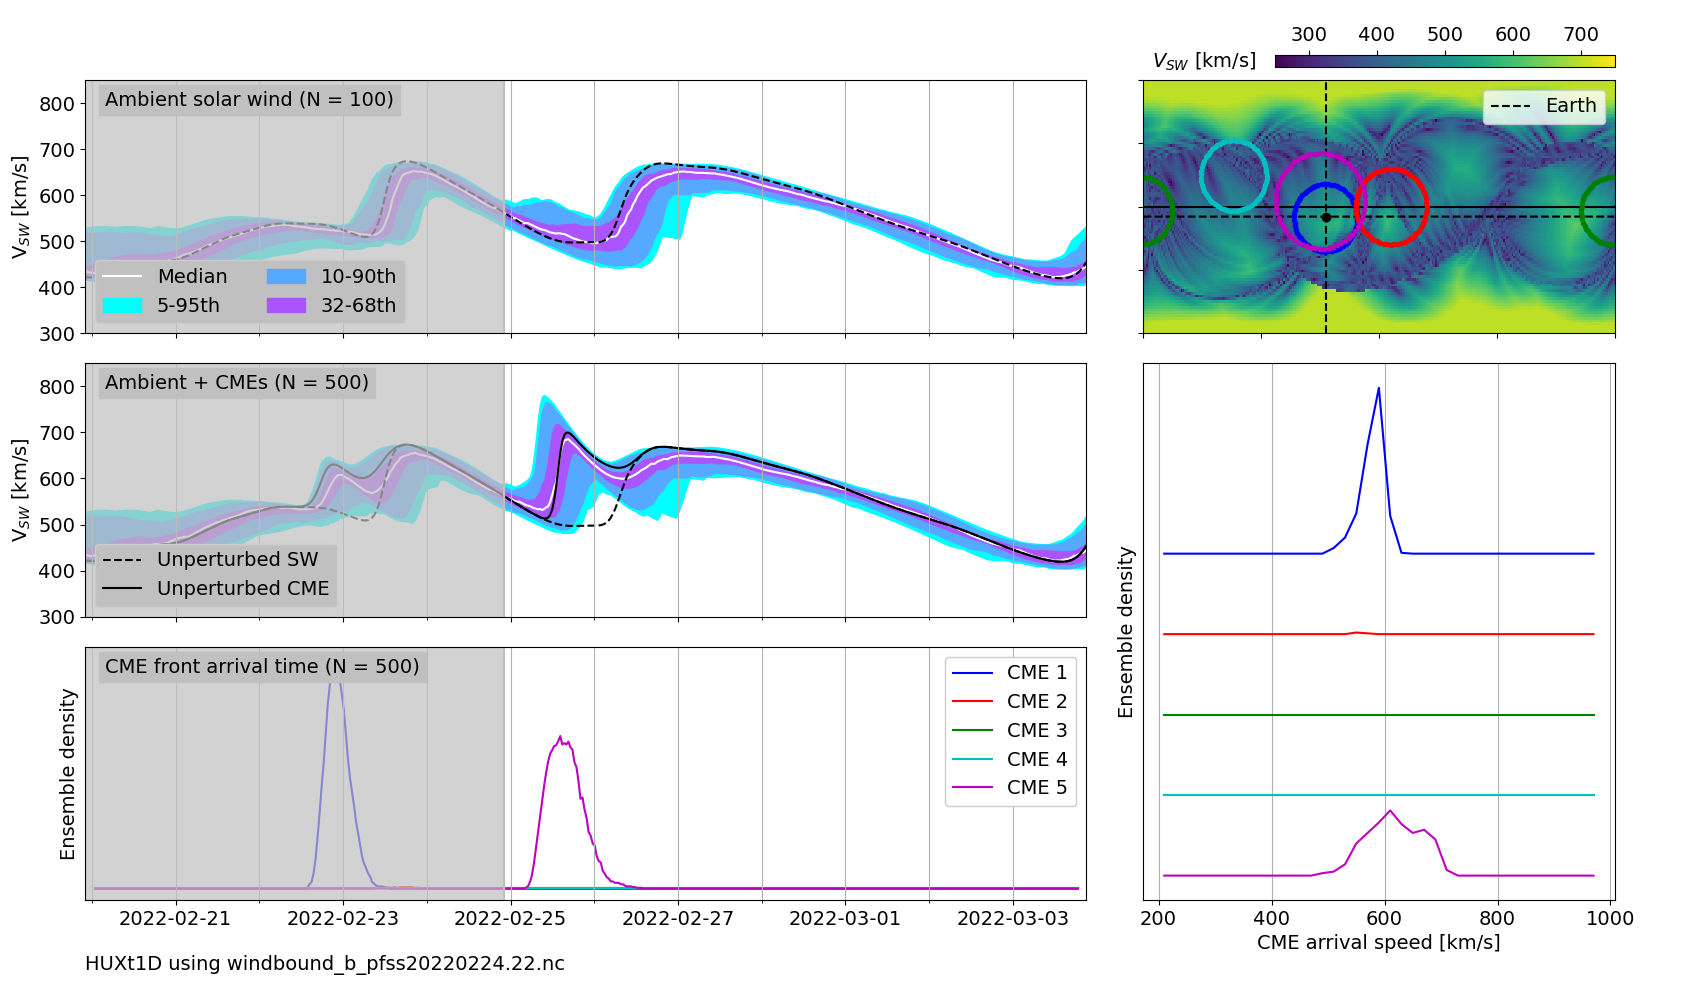 300 400 500 600 700
V_SW [km/s]
800
700
600
500
400
300
V_SW [km/s]
Ambient solar wind (N = 100)
Median
5-95th
10-90th
32-68th
Earth
800
700
600
500
400
300
V_SW [km/s]
Ambient + CMEs (N = 500)
Unperturbed SW
Unperturbed CME
Ensemble density
CME front arrival time (N = 500)
CME 1
CME 2
CME 3
CME 4
CME 5
2022-02-21 2022-02-23 2022-02-25 2022-02-27 2022-03-01 2022-03-03
Ensemble density
200 400 600 800 1000
CME arrival speed [km/s]
HUXt1D using windbound_b_pfss20220224.22.nc